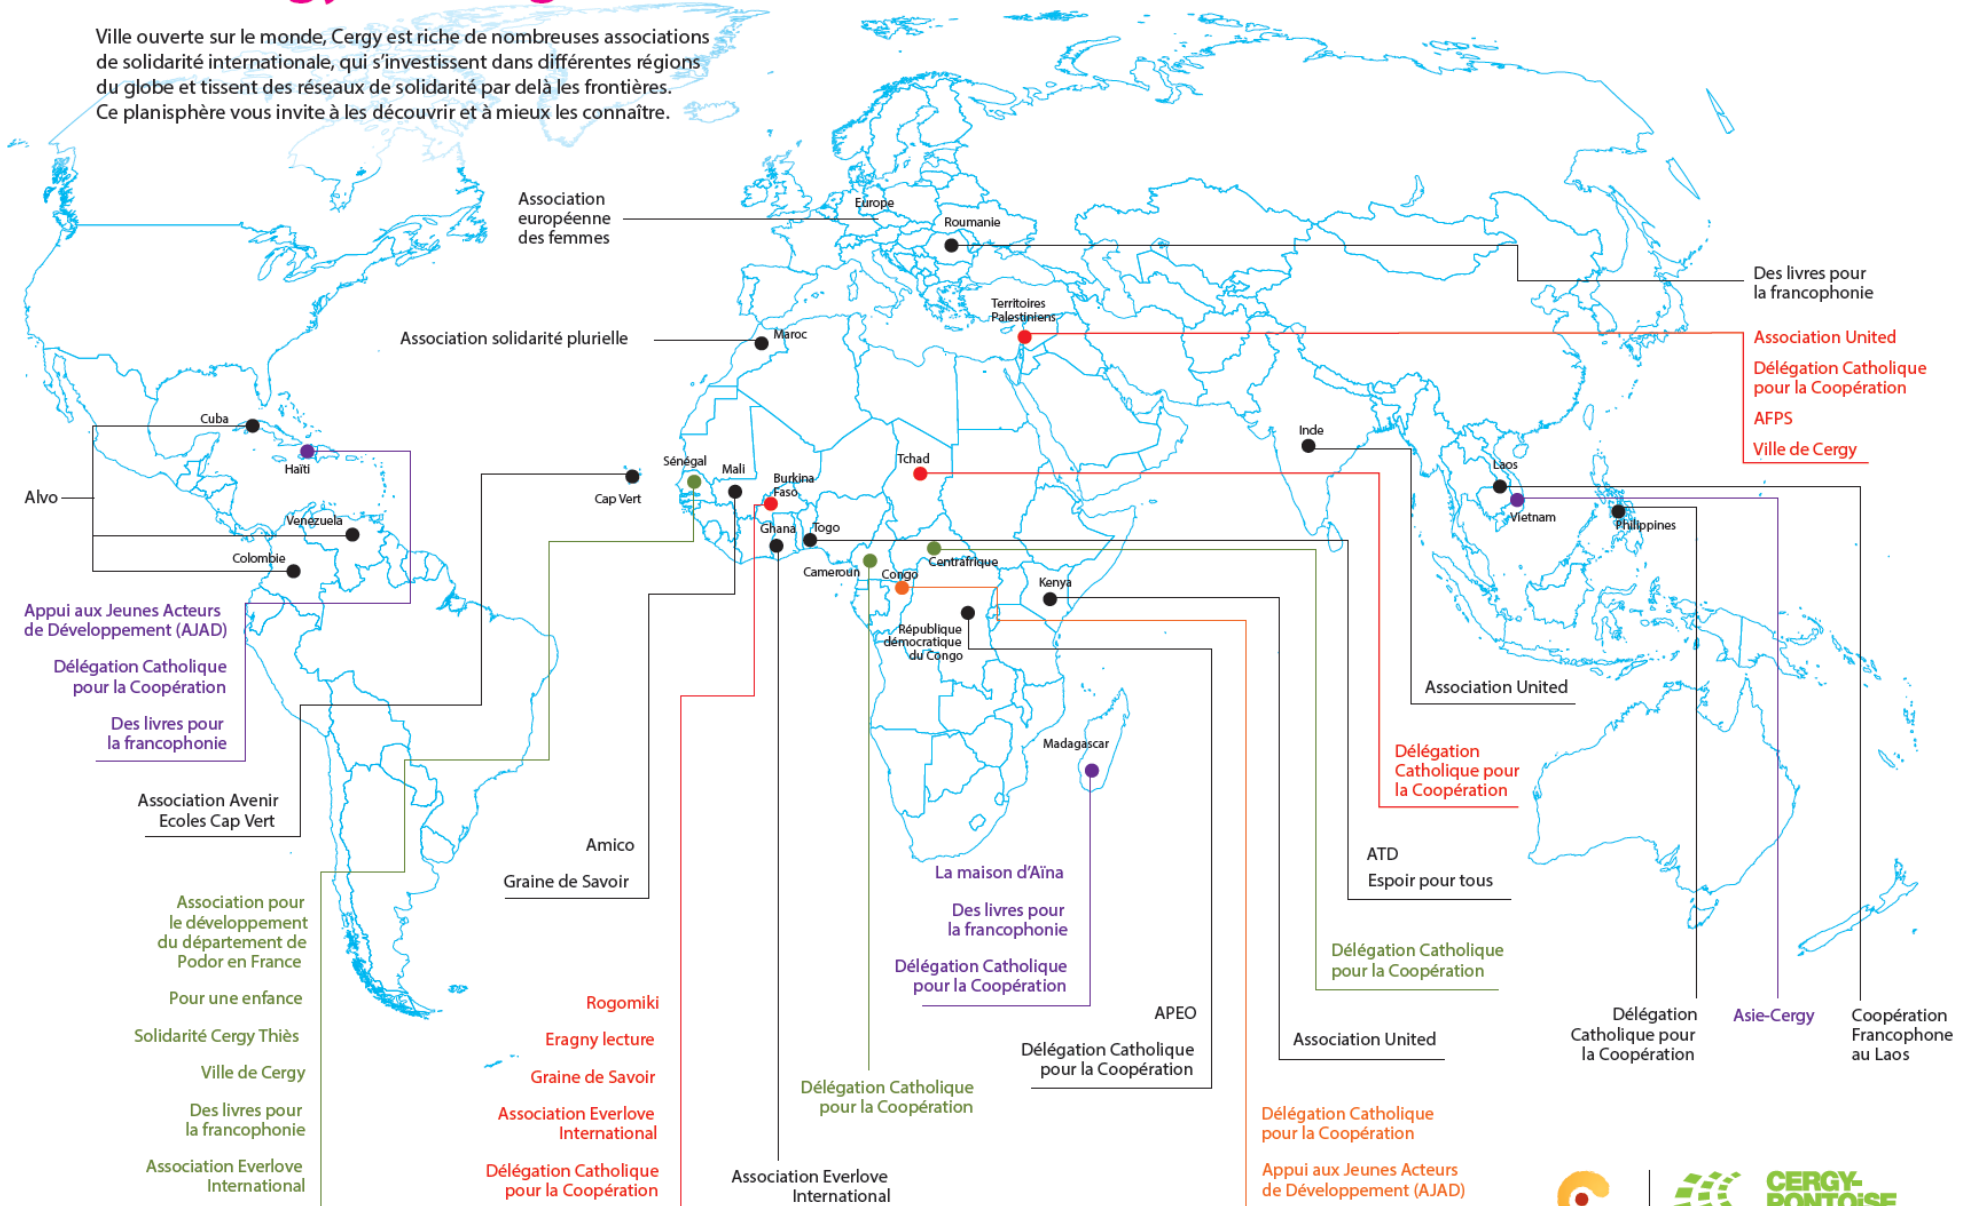 Ville ouverte sur le monde, Cergy est riche de nombreuses associations
de solidarité internationale, qui s’investissent dans différentes régions
du globe et tissent des réseaux de solidarité par delà les frontières.
Ce planisphère vous invite à les découvrir et à mieux les connaître.
Association
européenne
des femmes
Europe
Roumanie
Des livres pour
la francophonie
Territoires
Palestiniens
Association United
Délégation Catholique
pour la Coopération
AFPS
Ville de Cergy
Association solidarité plurielle
Maroc
Cuba
Haïti
Alvo
Venezuela
Colombie
Cap Vert
Sénégal
Mali
Burkina
Faso
Ghana
Togo
Tchad
Cameroun
Congo
Centrafrique
Kenya
République
démocratique
du Congo
Madagascar
Inde
Laos
Vietnam
Philippines
Appui aux Jeunes Acteurs
de Développement (AJAD)
Délégation Catholique
pour la Coopération
Des livres pour
la francophonie
Association Avenir
Ecoles Cap Vert
Association pour
le développement
du département de
Podor en France
Pour une enfance
Solidarité Cergy Thiès
Ville de Cergy
Des livres pour
la francophonie
Association Everlove
International
Amico
Graine de Savoir
Rogomiki
Eragny lecture
Graine de Savoir
Association Everlove
International
Délégation Catholique
pour la Coopération
Association Everlove
International
Délégation Catholique
pour la Coopération
La maison d’Aïna
Des livres pour
la francophonie
Délégation Catholique
pour la Coopération
APEO
Délégation Catholique
pour la Coopération
Association United
Délégation Catholique
pour la Coopération
Appui aux Jeunes Acteurs
de Développement (AJAD)
Association United
Délégation
Catholique pour
la Coopération
ATD
Espoir pour tous
Délégation Catholique
pour la Coopération
Délégation
Catholique pour
la Coopération
Asie-Cergy
Coopération
Francophone
au Laos
CERGY-
PONTOISE